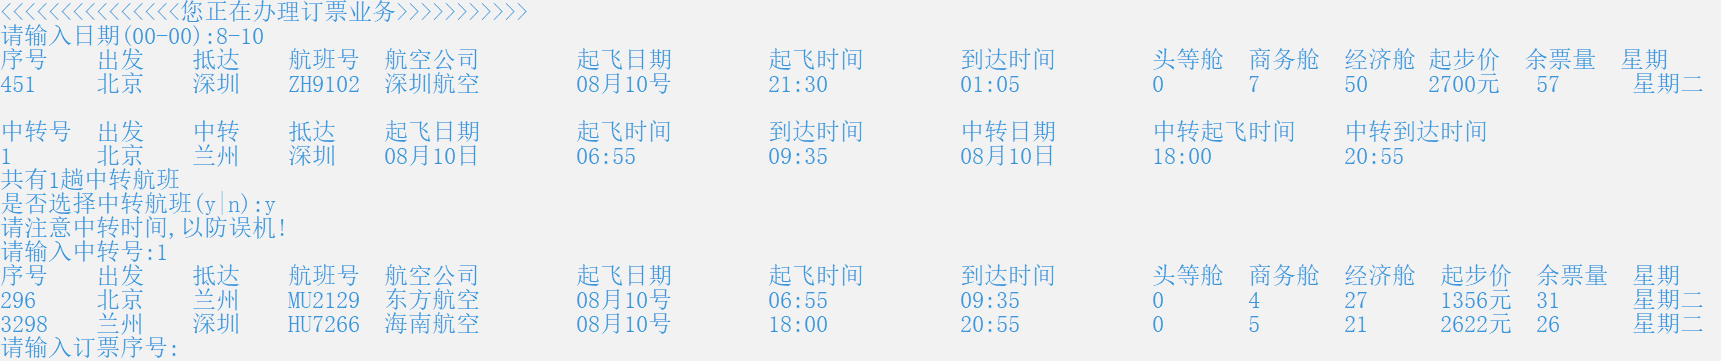 <<<<<<<<<<<<<<<您正在办理订票业务>>>>>>>>>>>
请输入日期(00-00):8-10
序号 出发 抵达 航班号 航空公司 起飞日期 起飞时间 到达时间 头等舱 商务舱 经济舱 起步价 余票量 星期
451 北京 深圳 ZH9102 深圳航空 08月10号 21:30 01:05 0 7 50 2700元 57 星期二
中转号 出发 中转 抵达 起飞日期 起飞时间 到达时间 中转日期 中转起飞时间 中转到达时间
1 北京 兰州 深圳 08月10日 06:55 09:35 08月10日 18:00 20:55
共有1趟中转航班
是否选择中转航班(y|n):y
请注意中转时间,以防误机!
请输入中转号:1
序号 出发 抵达 航班号 航空公司 起飞日期 起飞时间 到达时间 头等舱 商务舱 经济舱 起步价 余票量 星期
296 北京 兰州 MU2129 东方航空 08月10号 06:55 09:35 0 4 27 1356元 31 星期二
3298 兰州 深圳 HU7266 海南航空 08月10号 18:00 20:55 0 5 21 2622元 26 星期二
请输入订票序号: